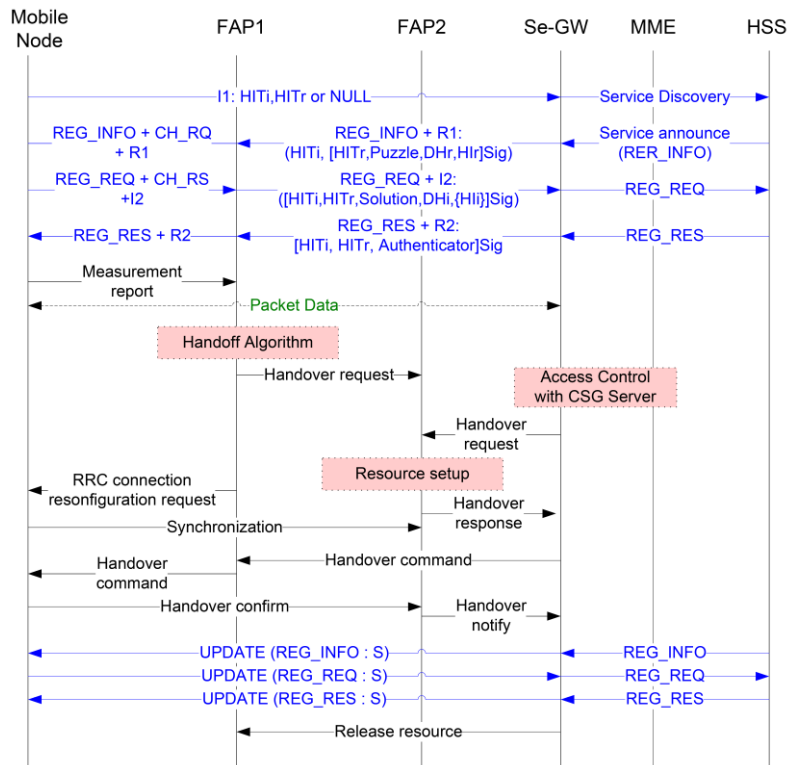 Mobile
Node
FAP1
FAP2
Se-GW
MME
HSS
I1: HITi,HITr or NULL
Service Discovery
REG_INFO + CH_RQ
+ R1
REG_INFO + R1:
(HITi, [HITr,Puzzle,DHr,HIr]Sig)
Service announce
(RER_INFO)
REG_REQ + CH_RS
+I2
REG_REQ + I2:
([HITi,HITr,Solution,DHi,{HIi}]Sig)
REG_REQ
REG_RES + R2
REG_RES + R2:
[HITi, HITr, Authenticator]Sig
REG_RES
Measurement
report
Packet Data
Handoff Algorithm
Handover request
Access Control
with CSG Server
Handover
request
Resource setup
RRC connection
resonfiguration request
Handover
response
Synchronization
Handover command
Handover
command
Handover confirm
Handover
notify
UPDATE (REG_INFO : S)
REG_INFO
UPDATE (REG_REQ : S)
REG_REQ
UPDATE (REG_RES : S)
REG_RES
Release resource